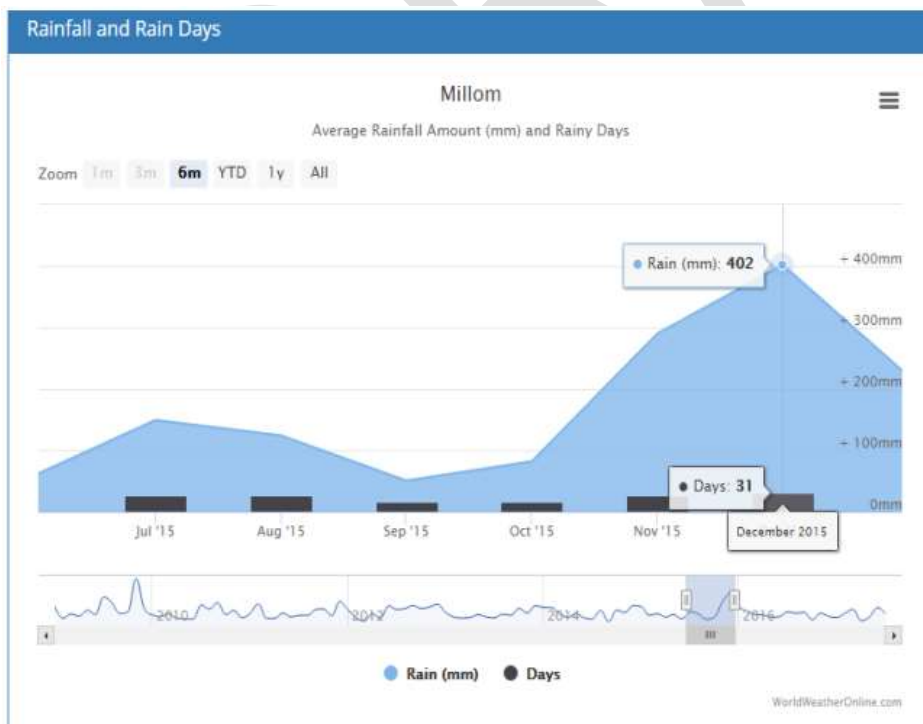 Rainfall and Rain Days
Millom
Average Rainfall Amount (mm) and Rainy Days
Zoom 1m 3m 6m YTD 1y All
Rain (mm): 402
+ 400mm
+ 300mm
+ 200mm
+ 100mm
Days: 31
0mm
Jul '15 Aug '15 Sep '15 Oct '15 Nov '15 December 2015
2010 2012 2014 2016
Rain (mm) Days
WorldWeatherOnline.com